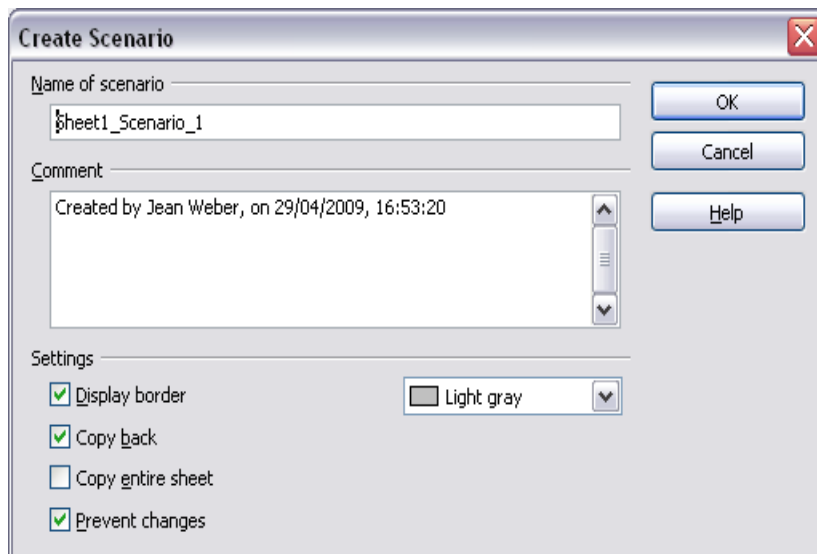 Create Scenario
Name of scenario
Sheet1_Scenario_1
OK
Cancel
Comment
Created by Jean Weber, on 29/04/2009, 16:53:20
Help
Settings
Display border
Light gray
Copy back
Copy entire sheet
Prevent changes